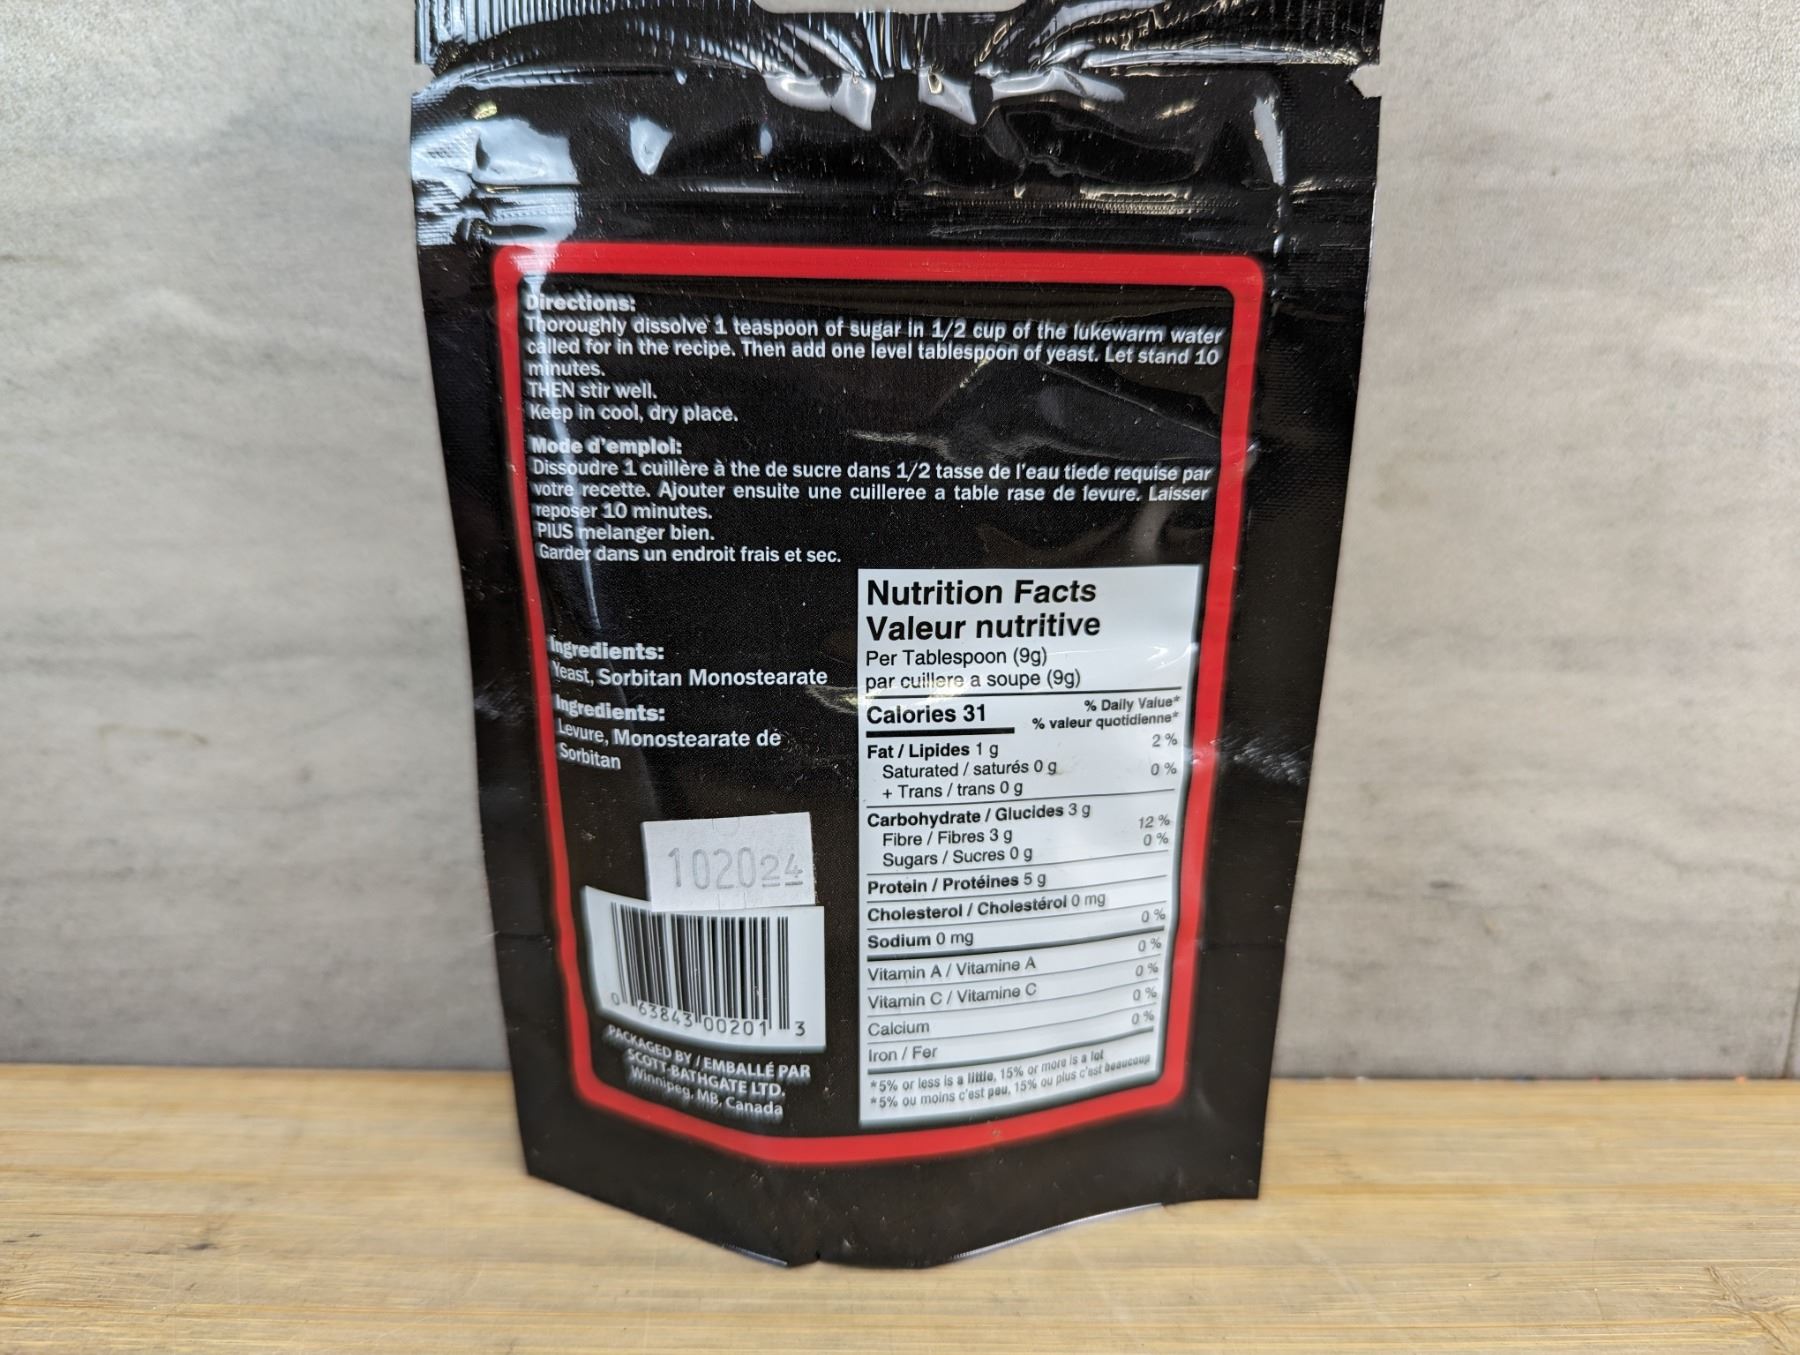 Directions:
Thoroughly dissolve 1 teaspoon of sugar in 1/2 cup of the lukewarm water
called for in the recipe. Then add one level tablespoon of yeast. Let stand 10
minutes.
THEN stir well.
Keep in cool, dry place.
Mode d'emploi:
Dissoudre 1 cuillère à the de sucre dans 1/2 tasse de l'eau tiede requise par
votre recette. Ajouter ensuite une cuilleree a table rase de levure. Laisser
reposer 10 minutes.
PIUS melanger bien.
Garder dans un endroit frais et sec.
Ingredients:
Yeast, Sorbitan Monostearate
Ingredients:
Levure, Monostearate de
Sorbitan
102024
0 63843 00201 3
PACKAGED BY / EMBALLÉ PAR
SCOTT-BATHGATE LTD.
Winnipeg, MB, Canada
Nutrition Facts
Valeur nutritive
Per Tablespoon (9g)
par cuillere a soupe (9g)
Calories 31
% Daily Value*
% valeur quotidienne*
Fat / Lipides 1 g 2 %
Saturated / saturés 0 g 0 %
+ Trans / trans 0 g
Carbohydrate / Glucides 3 g
Fibre / Fibres 3 g 12 %
Sugars / Sucres 0 g 0 %
Protein / Protéines 5 g
Cholesterol / Cholestérol 0 mg
Sodium 0 mg 0 %
Vitamin A / Vitamine A 0 %
Vitamin C / Vitamine C 0 %
Calcium 0 %
Iron / Fer 0 %
*5% or less is a little, 15% or more is a lot
*5% ou moins c'est peu, 15% ou plus c'est beaucoup